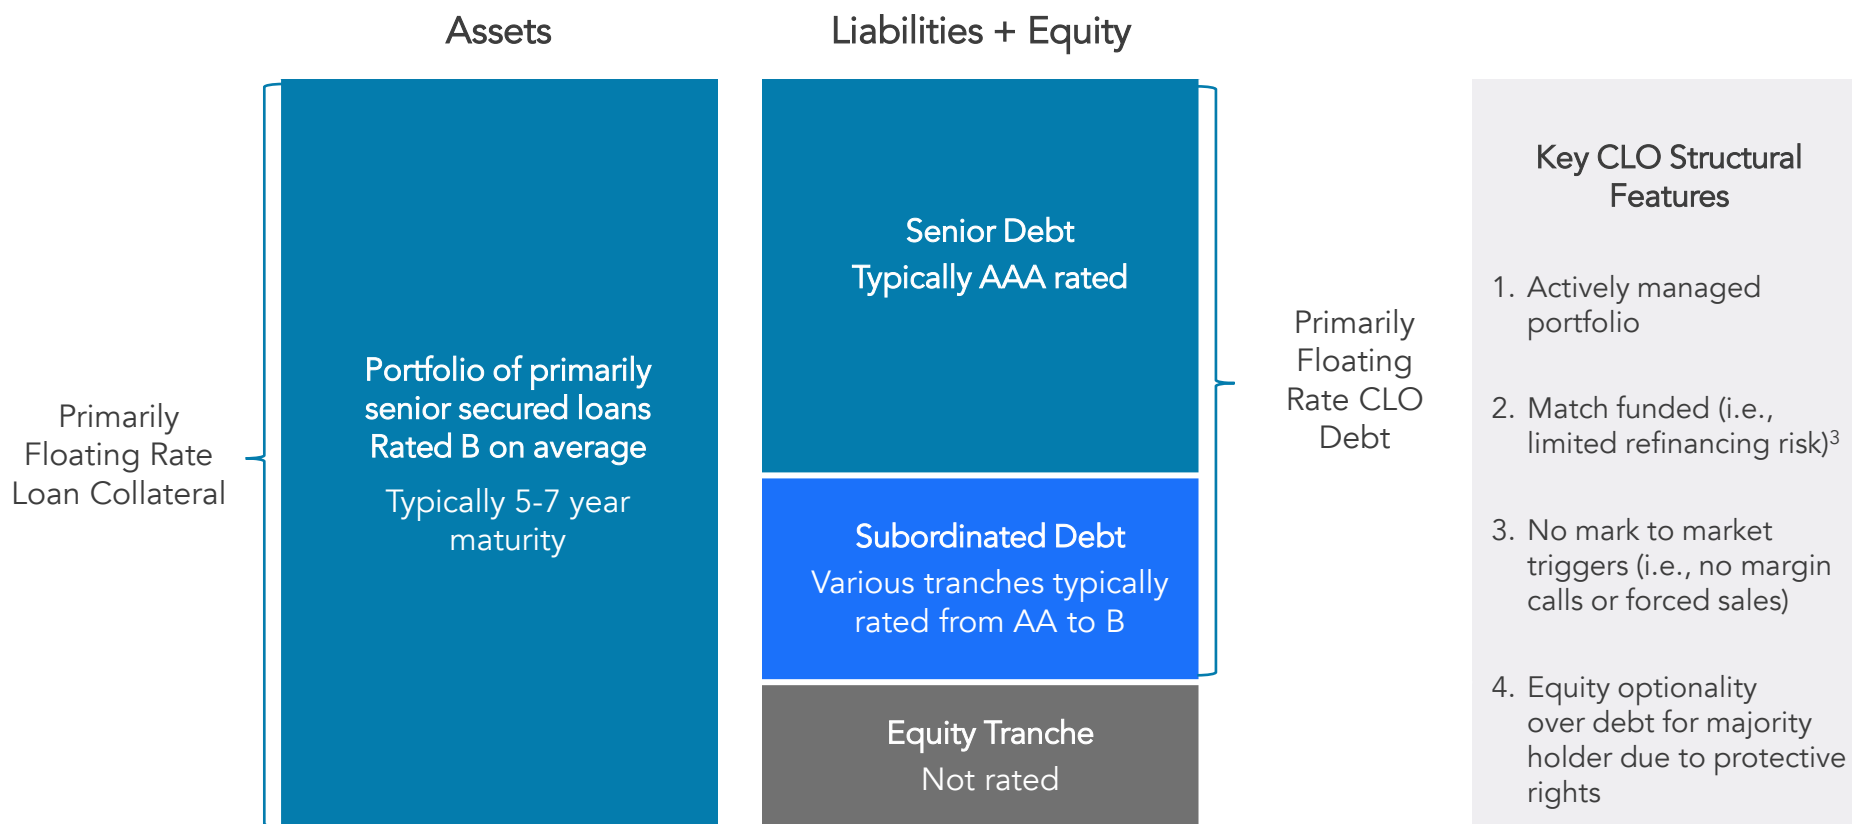 Assets
Liabilities + Equity
Primarily
Floating Rate
Loan Collateral
Portfolio of primarily
senior secured loans
Rated B on average
Typically 5-7 year
maturity
Senior Debt
Typically AAA rated
Subordinated Debt
Various tranches typically
rated from AA to B
Equity Tranche
Not rated
Primarily
Floating
Rate CLO
Debt
Key CLO Structural
Features
1. Actively managed
portfolio
2. Match funded (i.e.,
limited refinancing risk)³
3. No mark to market
triggers (i.e., no margin
calls or forced sales)
4. Equity optionality
over debt for majority
holder due to protective
rights